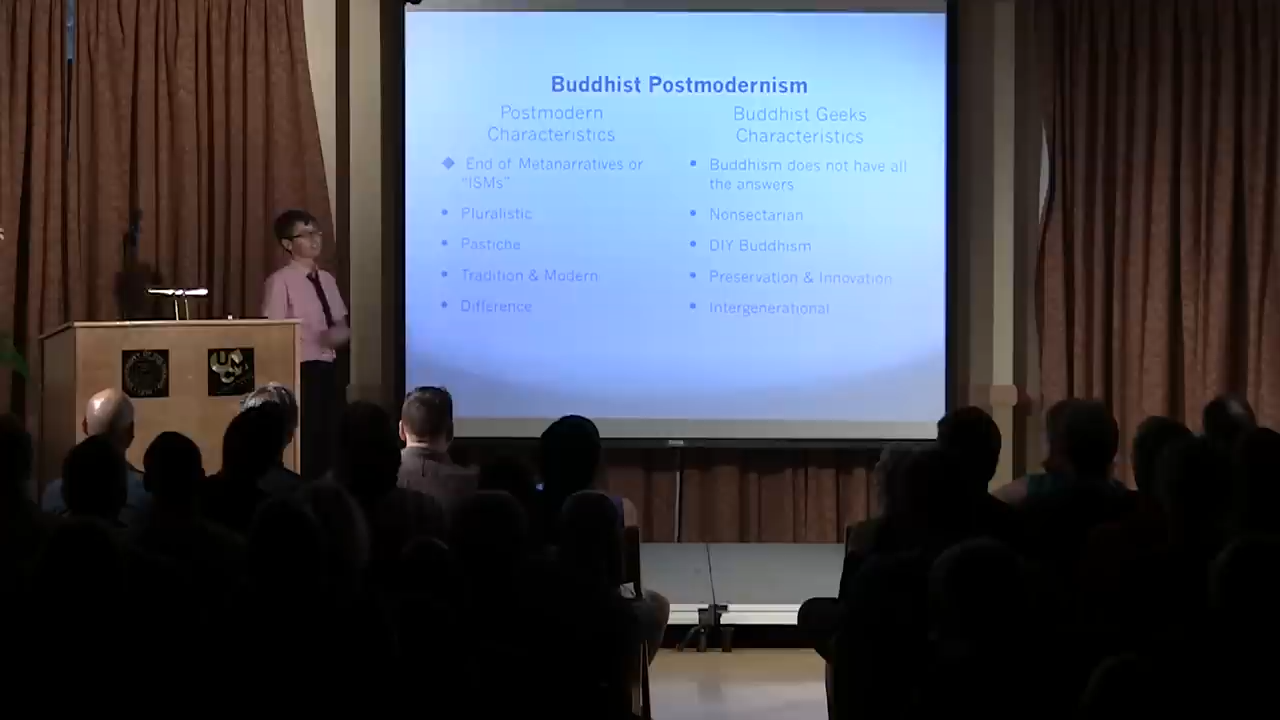 Buddhist Postmodernism
Postmodern
Characteristics
End of Metanarratives or
"ISMs"
Pluralistic
Pastiche
Tradition & Modern
Difference
Buddhist Geeks
Characteristics
Buddhism does not have all
the answers
Nonsectarian
DIY Buddhism
Preservation & Innovation
Intergenerational
UMC